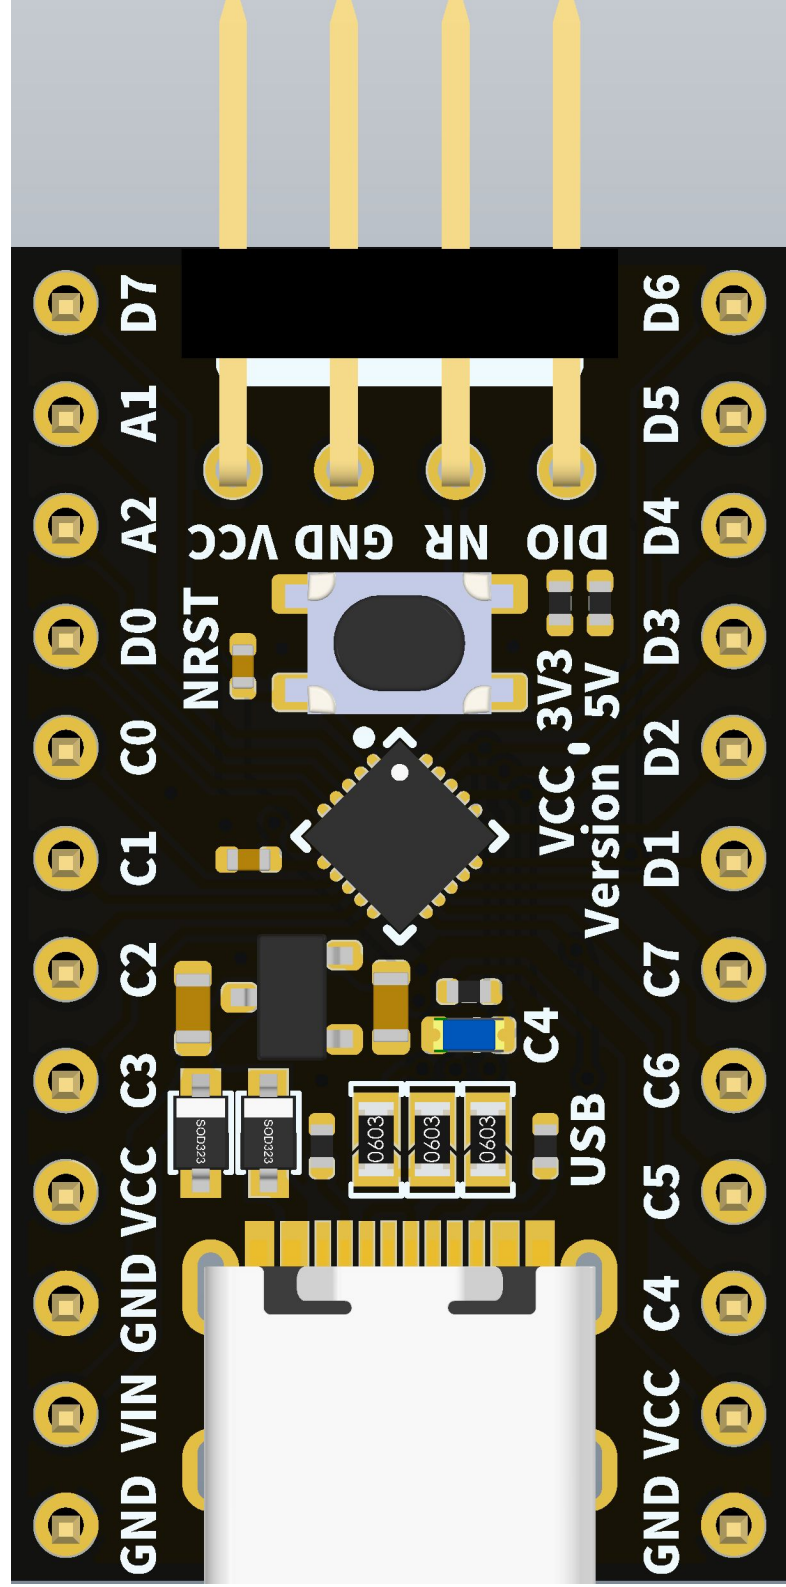 D7
A1
A2
D0
C0
C1
C2
C3
VCC
GND
VIN
GND
VCC GND NR DIO
NRST
VCC 3V3
Version 5V
C4
SOD323
SOD323
0603
0603
0603
USB
D6
D5
D4
D3
D2
D1
C7
C6
C5
C4
VCC
GND